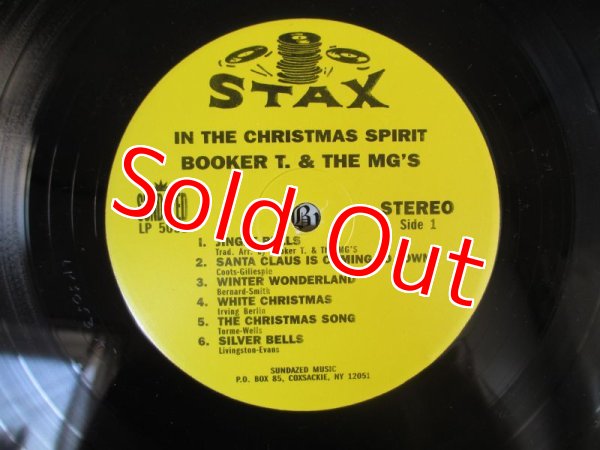 STAX
IN THE CHRISTMAS SPIRIT
BOOKER T. & THE MG'S
Sold Out
SUNDAZED
LP
STEREO
Side 1
1. JINGLE BELLS
Trad. Arr. by Booker T. & The MG'S
2. SANTA CLAUS IS COMING TO TOWN
Coots-Gillespie
3. WINTER WONDERLAND
Bernard-Smith
4. WHITE CHRISTMAS
Irving Berlin
5. THE CHRISTMAS SONG
Torme-Wells
6. SILVER BELLS
Livingston-Evans
SUNDAZED MUSIC
P.O. BOX 85, COXSACKIE, NY 12051